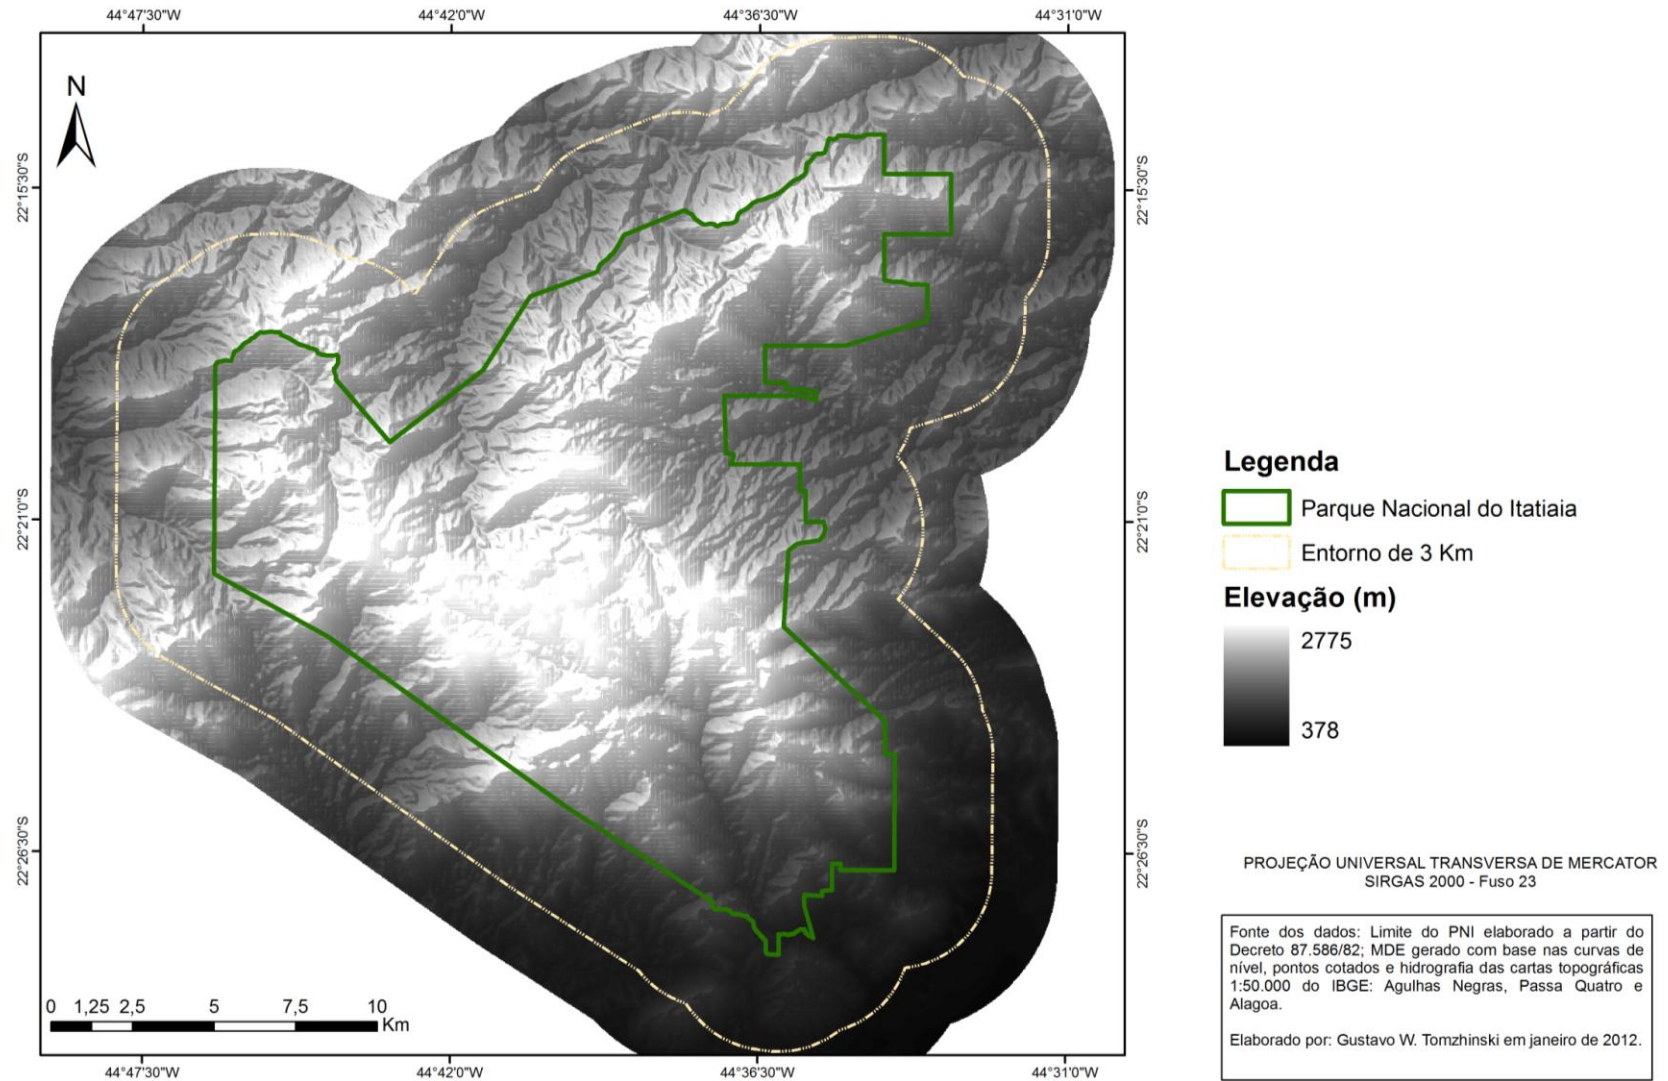 44°47'30"W
44°42'0"W
44°36'30"W
44°31'0"W
N
22°15'30"S
22°15'30"S
22°21'0"S
22°21'0"S
22°26'30"S
22°26'30"S
Legenda
Parque Nacional do Itatiaia
Entorno de 3 Km
Elevação (m)
2775
378
PROJEÇÃO UNIVERSAL TRANSVERSA DE MERCATOR
SIRGAS 2000 - Fuso 23
Fonte dos dados: Limite do PNI elaborado a partir do
Decreto 87.586/82; MDE gerado com base nas curvas de
nível, pontos cotados e hidrografia das cartas topográficas
1:50.000 do IBGE: Agulhas Negras, Passa Quatro e
Alagoa.
Elaborado por: Gustavo W. Tomzhinski em janeiro de 2012.
0 1,25 2,5 5 7,5 10
Km
44°47'30"W
44°42'0"W
44°36'30"W
44°31'0"W